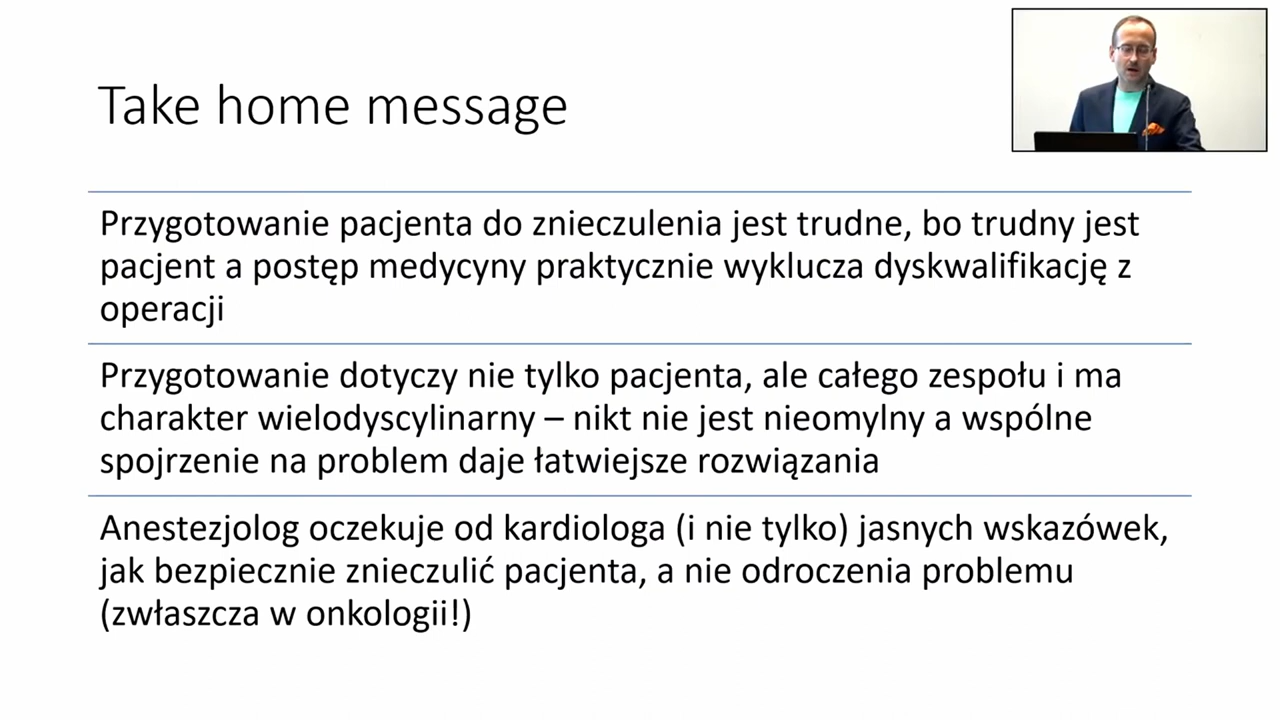 Take home message
Przygotowanie pacjenta do znieczulenia jest trudne, bo trudny jest
pacjent a postęp medycyny praktycznie wyklucza dyskwalifikację z
operacji
Przygotowanie dotyczy nie tylko pacjenta, ale całego zespołu i ma
charakter wielodyscylinarny – nikt nie jest nieomylny a wspólne
spojrzenie na problem daje łatwiejsze rozwiązania
Anestezjolog oczekuje od kardiologa (i nie tylko) jasnych wskazówek,
jak bezpiecznie znieczulić pacjenta, a nie odroczenia problemu
(zwłaszcza w onkologii!)